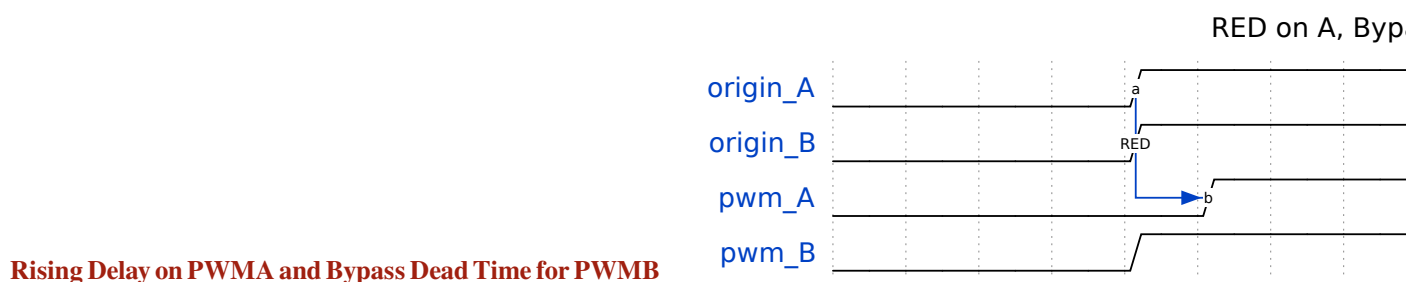 RED on A, Byp
origin_A
a
origin_B
RED
pwm_A
b
pwm_B
Rising Delay on PWMA and Bypass Dead Time for PWMB